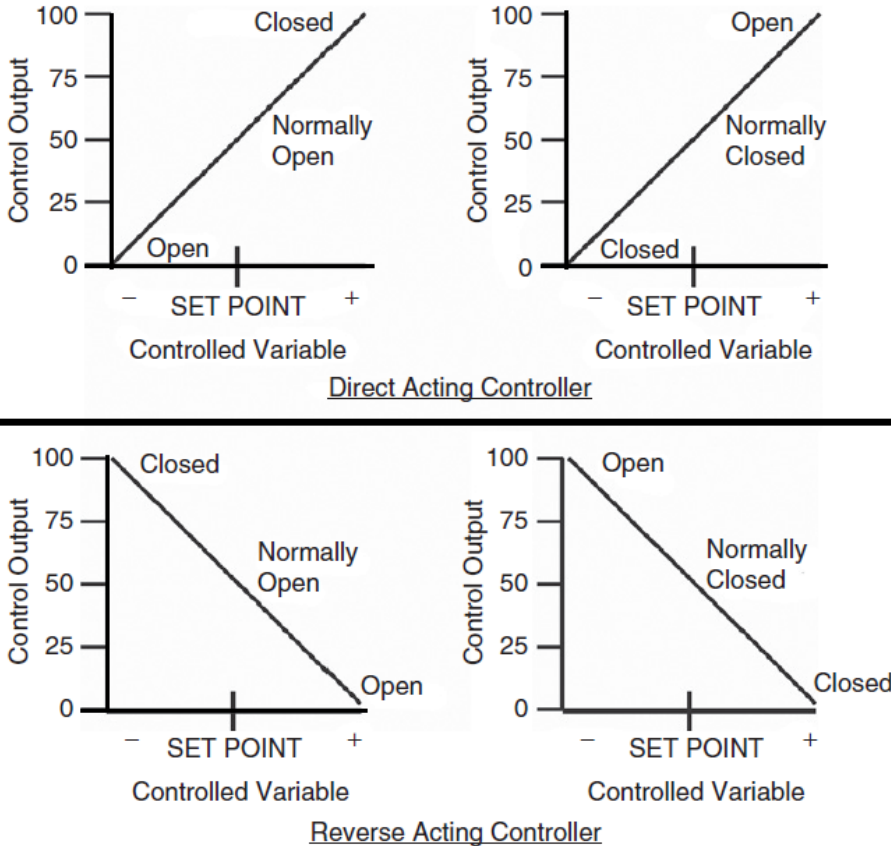 100
Closed
75
Control Output
Normally
50
Open
25
Open
0
− SET POINT +
Controlled Variable
100
Open
75
Control Output
Normally
50
Closed
25
Closed
0
− SET POINT +
Controlled Variable
Direct Acting Controller
100
Closed
75
Control Output
Normally
50
Open
25
Open
0
− SET POINT +
Controlled Variable
100
Open
75
Control Output
Normally
50
Closed
25
Closed
0
− SET POINT +
Controlled Variable
Reverse Acting Controller